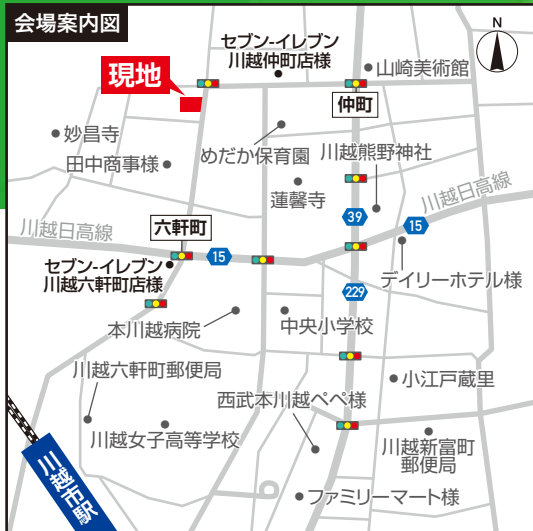 会場案内図
N
セブン-イレブン
川越仲町店様
山崎美術館
現地
仲町
妙昌寺
めだか保育園
川越熊野神社
田中商事様
蓮馨寺
川越日高線
川越日高線
六軒町
39
15
15
セブン-イレブン
川越六軒町店様
デイリーホテル様
229
本川越病院
中央小学校
川越六軒町郵便局
小江戸蔵里
西武本川越ペペ様
川越女子高等学校
川越新富町
郵便局
川越市駅
ファミリーマート様